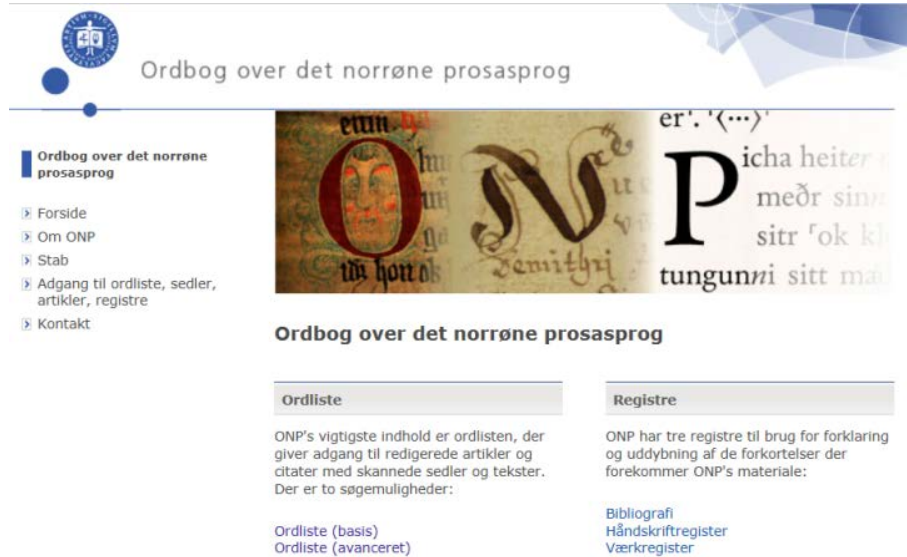 Ordbog over det norrøne prosasprog
Ordbog over det norrøne
prosasprog
Forside
Om ONP
Stab
Adgang til ordliste, sedler,
artikler, registre
Kontakt
O N P
er'. '⟨···⟩'
icha heiter
meðr sinn
sitr ⸢ok
tungunni sitt
Ordbog over det norrøne prosasprog
Ordliste
ONP's vigtigste indhold er ordlisten, der
giver adgang til redigerede artikler og
citater med skannede sedler og tekster.
Der er to søgemuligheder:
Ordliste (basis)
Ordliste (avanceret)
Registre
ONP har tre registre til brug for forklaring
og uddybning af de forkortelser der
forekommer ONP's materiale:
Bibliografi
Håndskriftregister
Værkregister